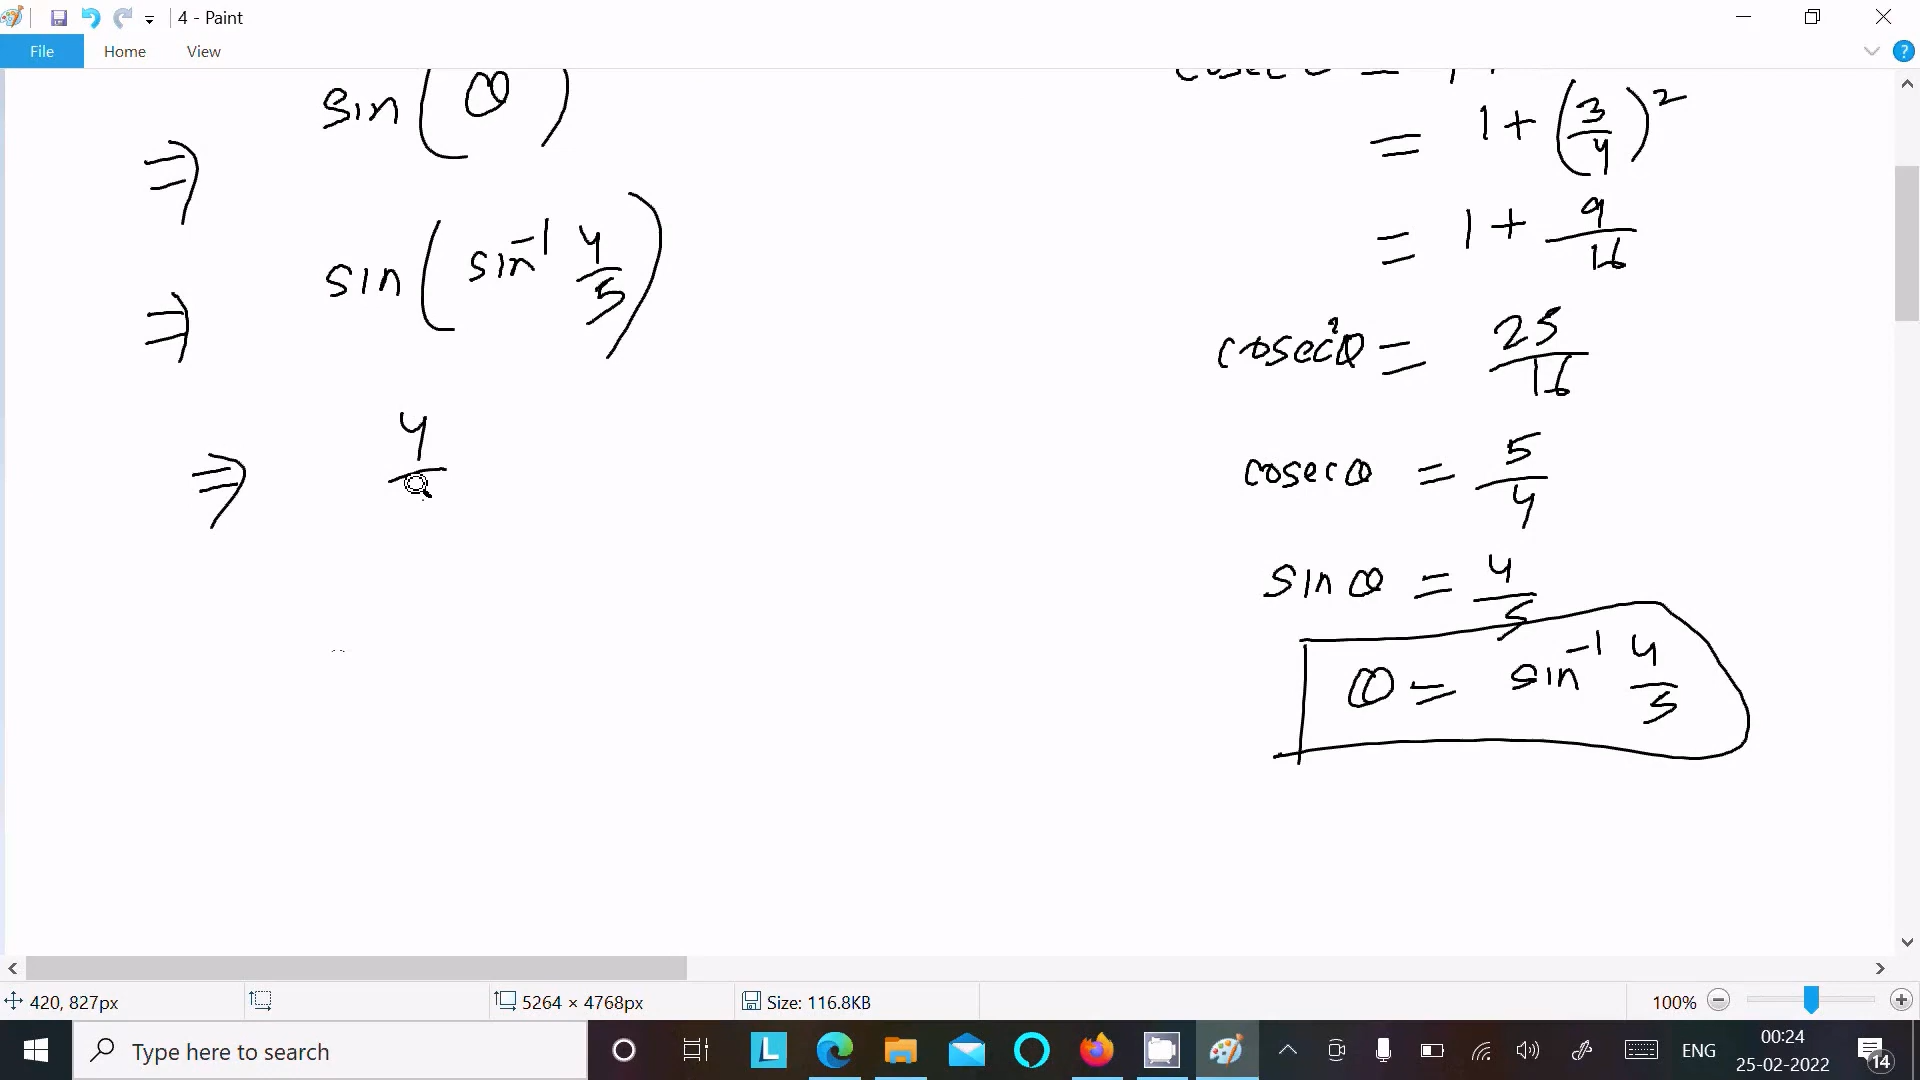 4 - Paint
File Home View
sin(θ)
⇒
⇒ sin(sin⁻¹ 4/5)
⇒ 4/
= 1 + (3/4)²
= 1 + 9/16
cosec²θ = 25/16
cosecθ = 5/4
sinθ = 4/5
θ = sin⁻¹ 4/5
420, 827px 5264 × 4768px Size: 116.8KB 100%
Type here to search
L
ENG
00:24
25-02-2022
14